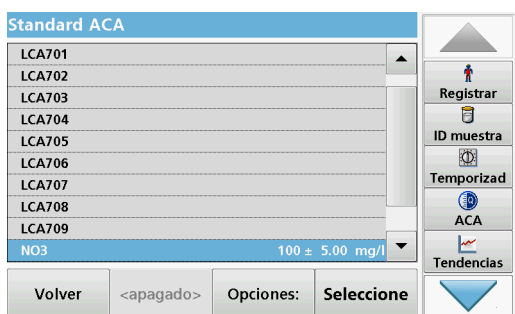 Standard ACA
LCA701
LCA702
LCA703
LCA704
LCA705
LCA706
LCA707
LCA708
LCA709
NO3 100 ± 5.00 mg/l
Volver <apagado> Opciones: Seleccione
Registrar
ID muestra
Temporizad
ACA
Tendencias